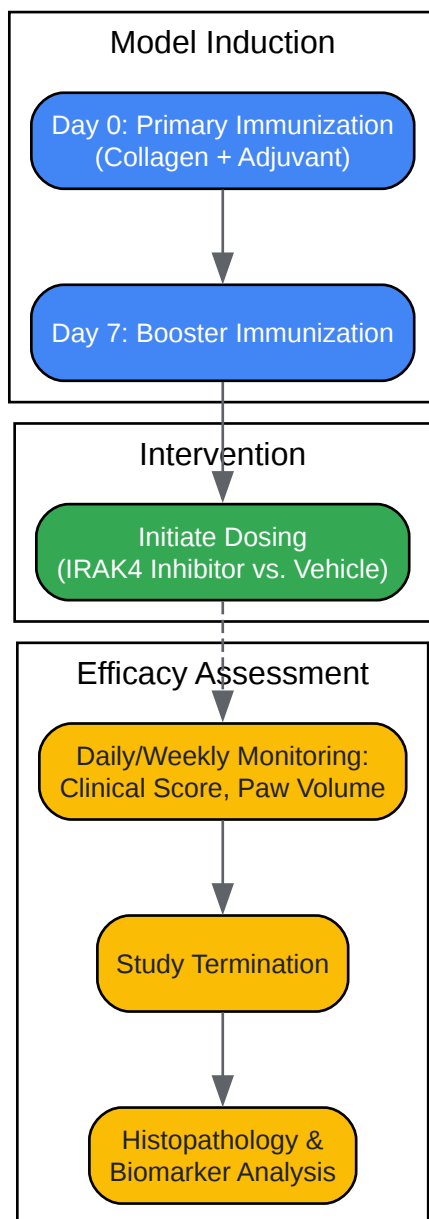 Model Induction
Day 0: Primary Immunization
(Collagen + Adjuvant)
Day 7: Booster Immunization
Intervention
Initiate Dosing
(IRAK4 Inhibitor vs. Vehicle)
Efficacy Assessment
Daily/Weekly Monitoring:
Clinical Score, Paw Volume
Study Termination
Histopathology &
Biomarker Analysis